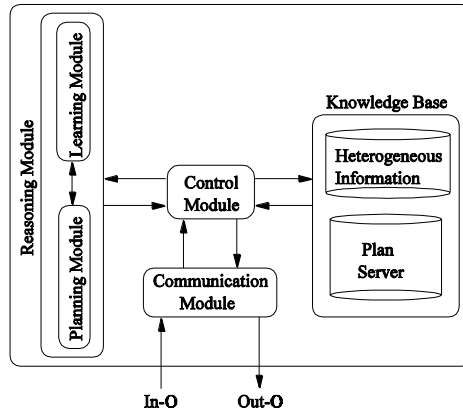 Reasoning Module
Learning Module
Planning Module
Control
Module
Communication
Module
Knowledge Base
Heterogeneous
Information
Plan
Server
In-O
Out-O